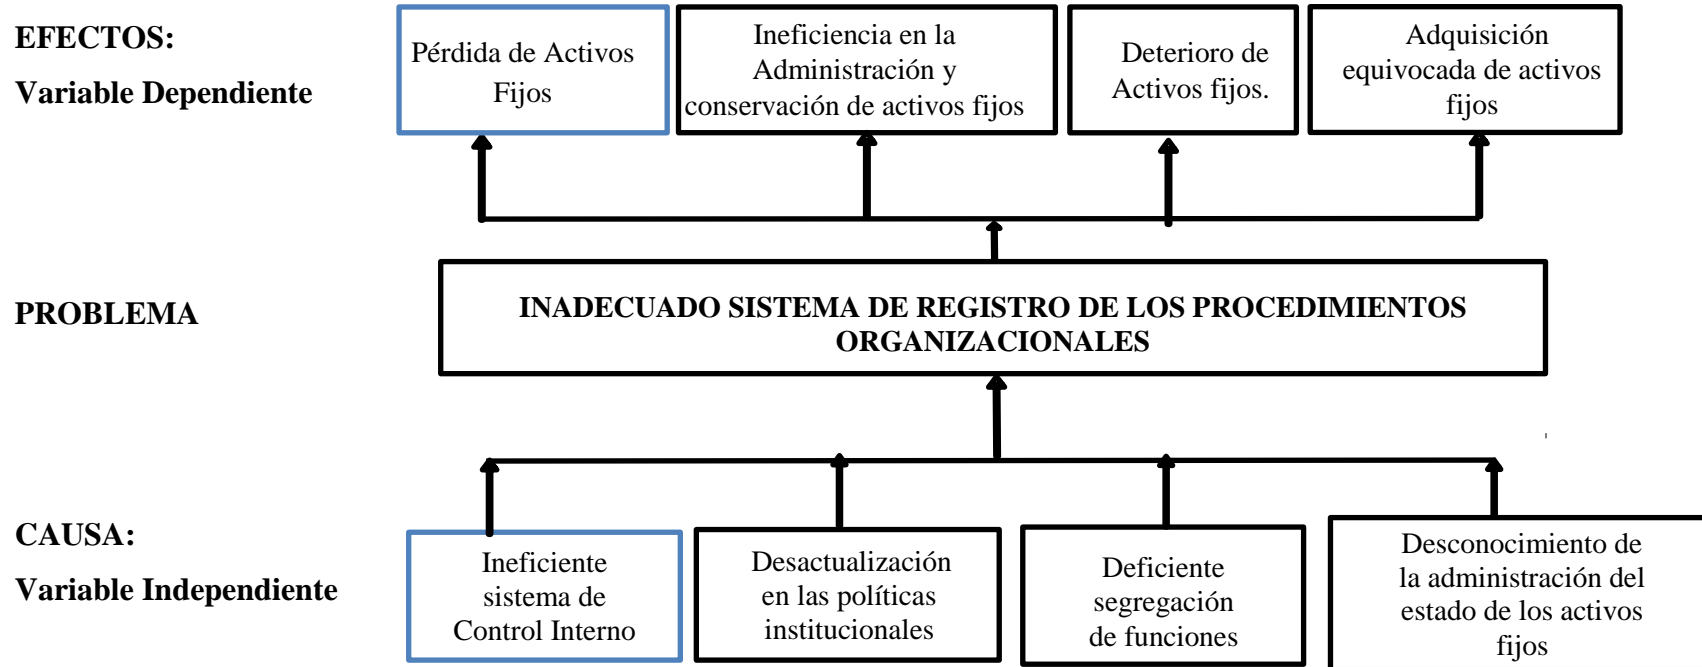 EFECTOS:
Variable Dependiente
Pérdida de Activos
Fijos
Ineficiencia en la
Administración y
conservación de activos fijos
Deterioro de
Activos fijos.
Adquisición
equivocada de activos
fijos
PROBLEMA
INADECUADO SISTEMA DE REGISTRO DE LOS PROCEDIMIENTOS
ORGANIZACIONALES
CAUSA:
Variable Independiente
Ineficiente
sistema de
Control Interno
Desactualización
en las políticas
institucionales
Deficiente
segregación
de funciones
Desconocimiento de
la administración del
estado de los activos
fijos